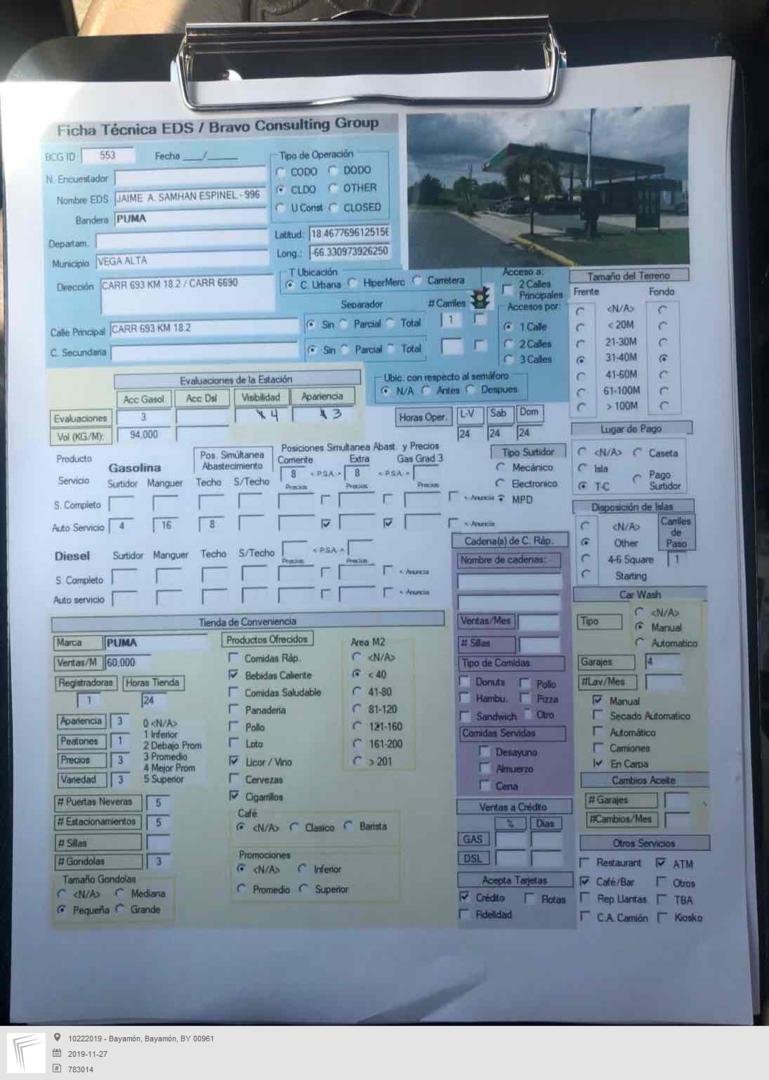 Ficha Técnica EDS / Bravo Consulting Group
BCG ID 553 Fecha ___/______
N. Encuestador
Nombre EDS JAIME A. SAMHAN ESPINEL - 996
Bandera PUMA
Departam.
Municipio VEGA ALTA
Dirección CARR 693 KM 18.2 / CARR 6690
Calle Principal CARR 693 KM 18.2
C. Secundaria
Tipo de Operación
CODO DODO
CLDO OTHER
U Const CLOSED
Latitud: 18.4677696125156
Long.: -66.330973926250
T Ubicación
C. Urbana HiperMerc Carretera
Separador # Carriles
Sin Parcial Total 1
Sin Parcial Total
Acceso a:
2 Calles
Principales
Accesos por:
1 Calle
2 Calles
3 Calles
Tamaño del Terreno
Frente Fondo
<N/A>
< 20M
21-30M
31-40M
41-60M
61-100M
> 100M
Evaluaciones de la Estación
Acc Gasol Acc Dsl Visibilidad Apariencia
Evaluaciones 3 4 3
Vol (KG/M): 94,000
Ubic. con respecto al semáforo
N/A Antes Despues
Horas Oper. L-V Sab Dom
24 24 24
Lugar de Pago
<N/A> Caseta
Isla Pago
T-C Surtidor
Producto
Servicio Gasolina
Surtidor Manguer
Pos. Simultánea
Abastecimiento
Techo S/Techo
Posiciones Simultanea Abast. y Precios
Corriente Extra Gas Grad 3
8 < P.S.A. > 8 < P.S.A. >
Precios Precios Precios
S. Completo < Anuncia
Auto Servicio 4 16 8 < Anuncia
Tipo Surtidor
Mecánico
Electronico
MPD
Disposición de Islas
<N/A>
Other
4-6 Square
Starting
Carriles
de
Paso
1
Diesel Surtidor Manguer Techo S/Techo < P.S.A. >
Precios Precios
S. Completo < Anuncia
Auto servicio < Anuncia
Cadena(s) de C. Ráp.
Nombre de cadenas:
Ventas/Mes
# Sillas
Tipo de Comidas
Donuts Pollo
Hambu. Pizza
Sandwich Otro
Comidas Servidas
Desayuno
Almuerzo
Cena
Ventas a Crédito
% Dias
GAS
DSL
Acepta Tarjetas
Crédito Flotas
Fidelidad
Car Wash
Tipo
<N/A>
Manual
Automatico
Garajes 4
#Lav/Mes
Manual
Secado Automatico
Automático
Camiones
En Carpa
Cambios Aceite
# Garajes
#Cambios/Mes
Otros Servicios
Restaurant ATM
Café/Bar Otros
Rep Llantas TBA
C.A. Camión Kiosko
Tienda de Conveniencia
Marca PUMA
Ventas/M 60,000
Registradoras Horas Tienda
1 24
Apariencia 3
Peatones 1
Precios 3
Variedad 3
0 <N/A>
1 Inferior
2 Debajo Prom
3 Promedio
4 Mejor Prom
5 Superior
# Puertas Neveras 5
# Estacionamientos 5
# Sillas
# Gondolas 3
Tamaño Gondolas
<N/A> Mediana
Pequeña Grande
Productos Ofrecidos
Comidas Ráp.
Bebidas Caliente
Comidas Saludable
Panaderia
Pollo
Loto
Licor / Vino
Cervezas
Cigarrillos
Area M2
<N/A>
< 40
41-80
81-120
121-160
161-200
> 201
Café
<N/A> Clasico Barista
Promociones
<N/A> Inferior
Promedio Superior
10222019 - Bayamón, Bayamón, BY 00961
2019-11-27
783014